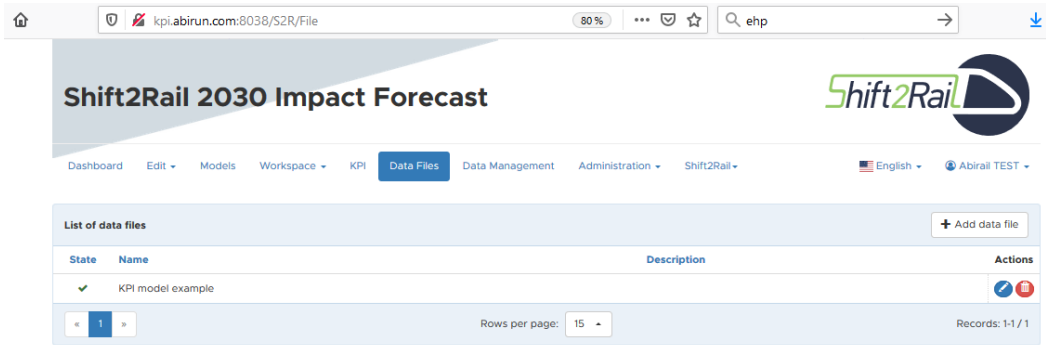 kpi.abirun.com:8038/S2R/File 80 % ehp
Shift2Rail 2030 Impact Forecast
Shift2Rail
Dashboard Edit Models Workspace KPI Data Files Data Management Administration Shift2Rail English Abirail TEST
List of data files + Add data file
State Name Description Actions
KPI model example
« 1 » Rows per page: 15 Records: 1-1 / 1